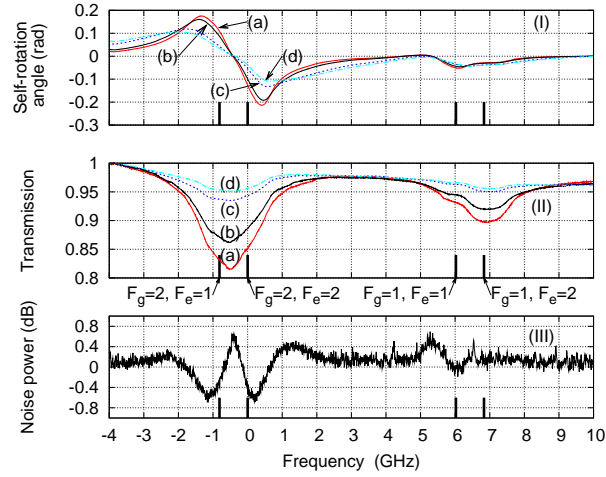 Self-rotation
angle (rad)
0.2
0.1
0
-0.1
-0.2
-0.3
(a)
(b)
(c)
(d)
(I)
Transmission
1
0.95
0.9
0.85
0.8
(d)
(c)
(b)
(a)
(II)
Fg=2, Fe=1
Fg=2, Fe=2
Fg=1, Fe=1
Fg=1, Fe=2
Noise power (dB)
0.8
0.4
0
-0.4
-0.8
(III)
-4 -3 -2 -1 0 1 2 3 4 5 6 7 8 9 10
Frequency (GHz)